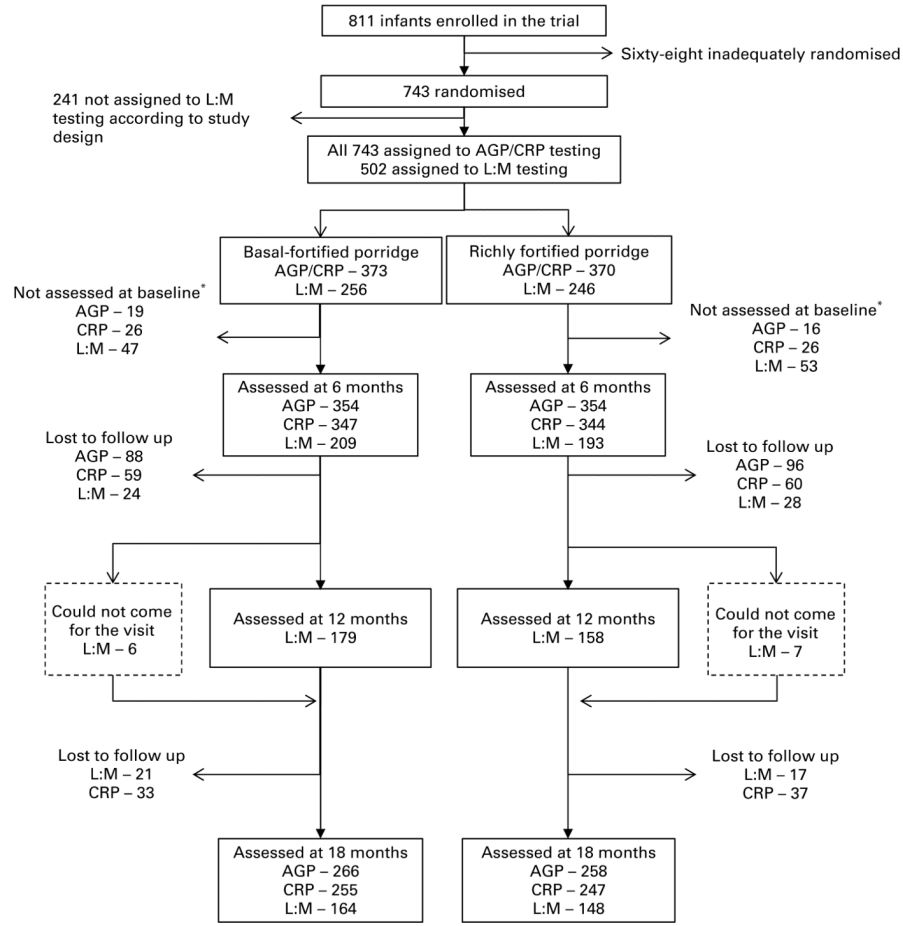 811 infants enrolled in the trial
Sixty-eight inadequately randomised
743 randomised
241 not assigned to L:M
testing according to study
design
All 743 assigned to AGP/CRP testing
502 assigned to L:M testing
Basal-fortified porridge
AGP/CRP – 373
L:M – 256
Richly fortified porridge
AGP/CRP – 370
L:M – 246
Not assessed at baseline*
AGP – 19
CRP – 26
L:M – 47
Not assessed at baseline*
AGP – 16
CRP – 26
L:M – 53
Assessed at 6 months
AGP – 354
CRP – 347
L:M – 209
Assessed at 6 months
AGP – 354
CRP – 344
L:M – 193
Lost to follow up
AGP – 88
CRP – 59
L:M – 24
Lost to follow up
AGP – 96
CRP – 60
L:M – 28
Could not come
for the visit
L:M – 6
Assessed at 12 months
L:M – 179
Assessed at 12 months
L:M – 158
Could not come
for the visit
L:M – 7
Lost to follow up
L:M – 21
CRP – 33
Lost to follow up
L:M – 17
CRP – 37
Assessed at 18 months
AGP – 266
CRP – 255
L:M – 164
Assessed at 18 months
AGP – 258
CRP – 247
L:M – 148